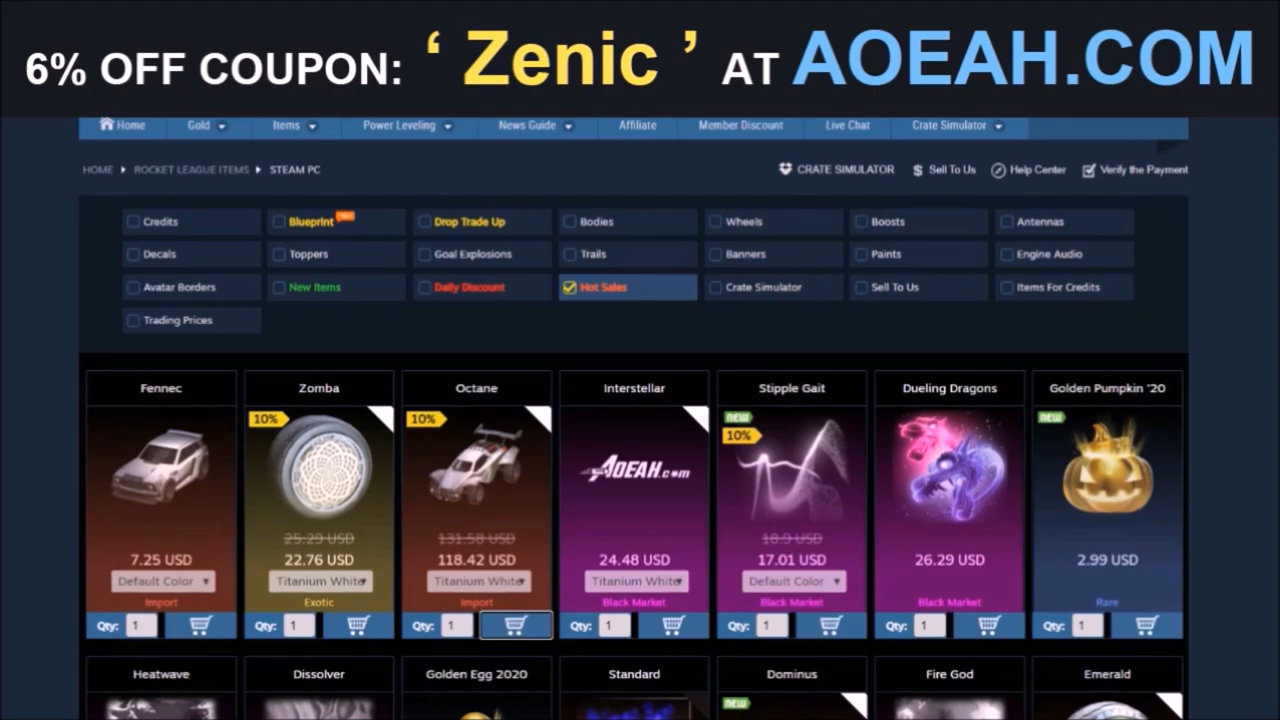 6% OFF COUPON: ‘ Zenic ’ AT AOEAH.COM
Home Gold Items Power Leveling News Guide Affiliate Member Discount Live Chat Crate Simulator
HOME ROCKET LEAGUE ITEMS STEAM PC CRATE SIMULATOR $ Sell To Us Help Center Verify the Payment
Credits Blueprint Drop Trade Up Bodies Wheels Boosts Antennas
Decals Toppers Goal Explosions Trails Banners Paints Engine Audio
Avatar Borders New Items Daily Discount Hot Sales Crate Simulator Sell To Us Items For Credits
Trading Prices
Fennec Zomba Octane Interstellar Stipple Gait Dueling Dragons Golden Pumpkin '20
10% 10% NEW NEW
10%
AOEAH.com
25.29 USD 131.58 USD 18.9 USD
7.25 USD 22.76 USD 118.42 USD 24.48 USD 17.01 USD 26.29 USD 2.99 USD
Default Color Titanium White Titanium White Titanium White Default Color
Import Exotic Import Black Market Black Market Black Market Rare
Qty: 1 Qty: 1 Qty: 1 Qty: 1 Qty: 1 Qty: 1 Qty: 1
Heatwave Dissolver Golden Egg 2020 Standard Dominus Fire God Emerald
NEW